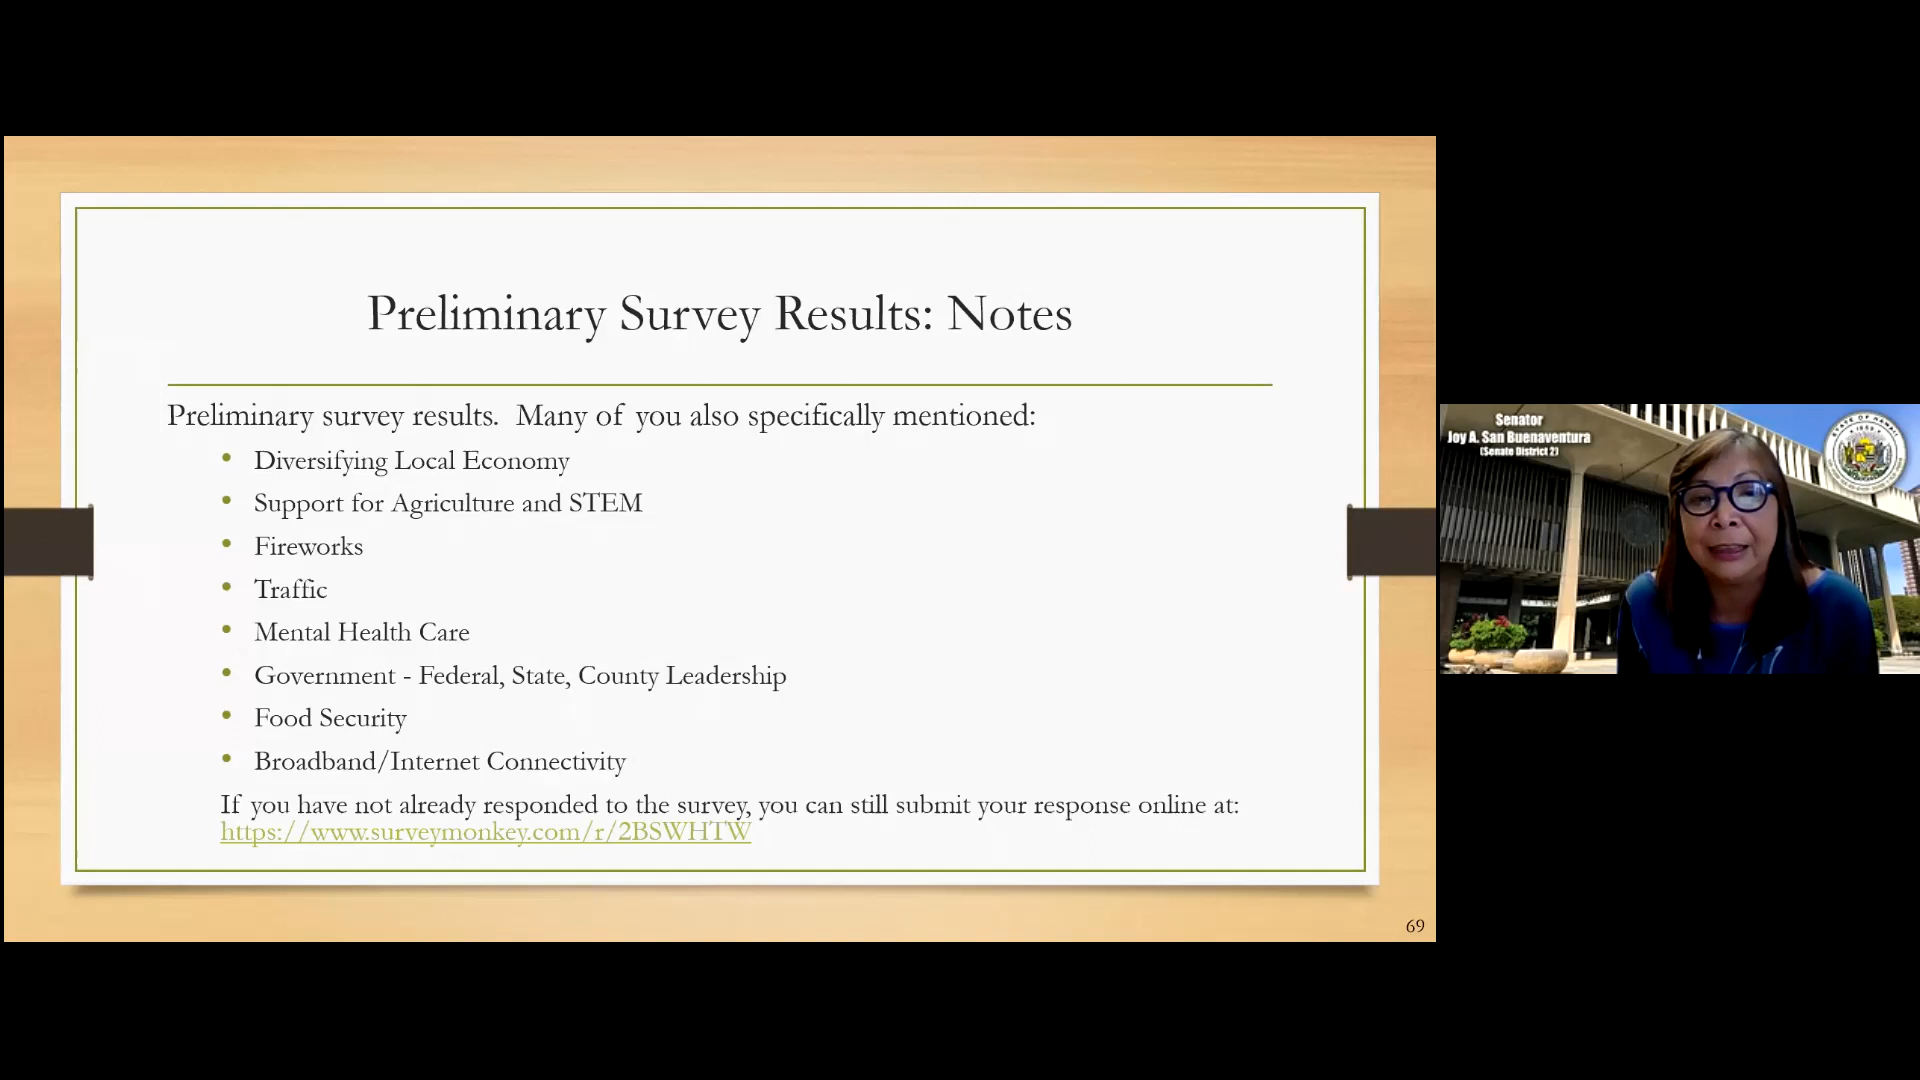 Preliminary Survey Results: Notes
Preliminary survey results. Many of you also specifically mentioned:
• Diversifying Local Economy
• Support for Agriculture and STEM
• Fireworks
• Traffic
• Mental Health Care
• Government - Federal, State, County Leadership
• Food Security
• Broadband/Internet Connectivity
If you have not already responded to the survey, you can still submit your response online at:
https://www.surveymonkey.com/r/2BSWHTW
69
Senator
Joy A. San Buenaventura
(Senate District 2)
STATE OF HAWAII